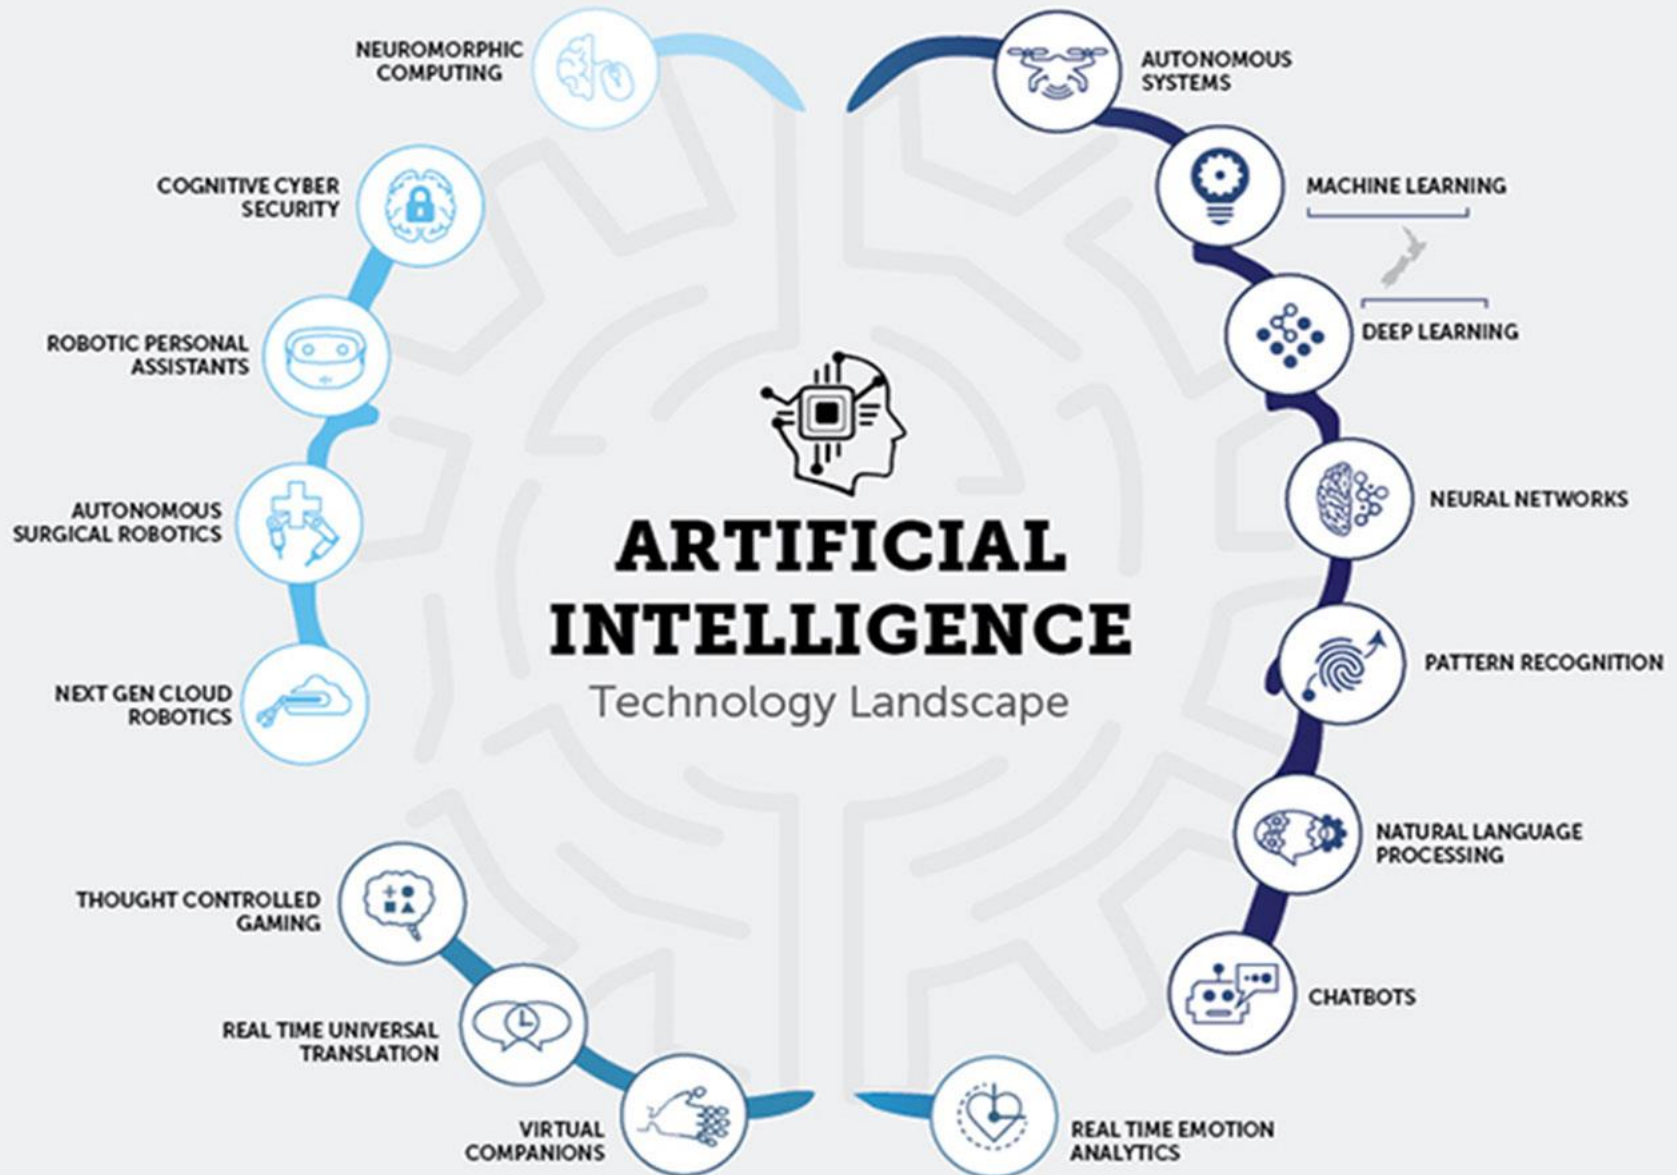 NEUROMORPHIC
COMPUTING
COGNITIVE CYBER
SECURITY
ROBOTIC PERSONAL
ASSISTANTS
AUTONOMOUS
SURGICAL ROBOTICS
NEXT GEN CLOUD
ROBOTICS
THOUGHT CONTROLLED
GAMING
REAL TIME UNIVERSAL
TRANSLATION
VIRTUAL
COMPANIONS
ARTIFICIAL
INTELLIGENCE
Technology Landscape
AUTONOMOUS
SYSTEMS
MACHINE LEARNING
DEEP LEARNING
NEURAL NETWORKS
PATTERN RECOGNITION
NATURAL LANGUAGE
PROCESSING
CHATBOTS
REAL TIME EMOTION
ANALYTICS